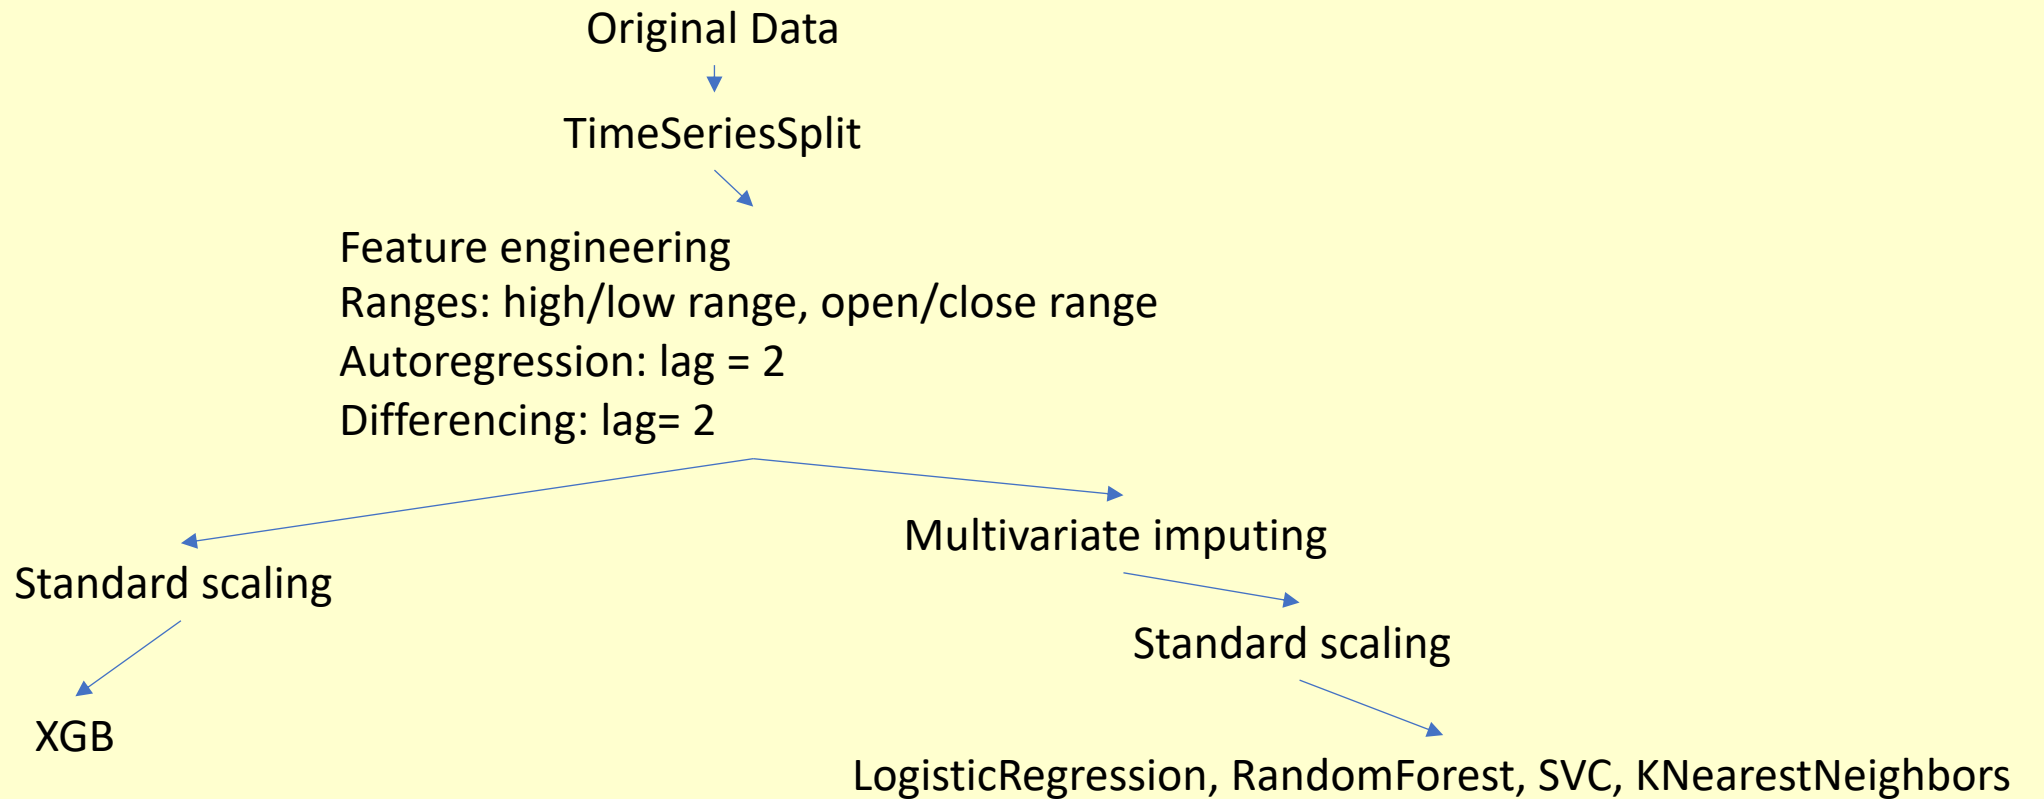 Original Data
TimeSeriesSplit
Feature engineering
Ranges: high/low range, open/close range
Autoregression: lag = 2
Differencing: lag= 2
Multivariate imputing
Standard scaling
Standard scaling
XGB
LogisticRegression, RandomForest, SVC, KNearestNeighbors